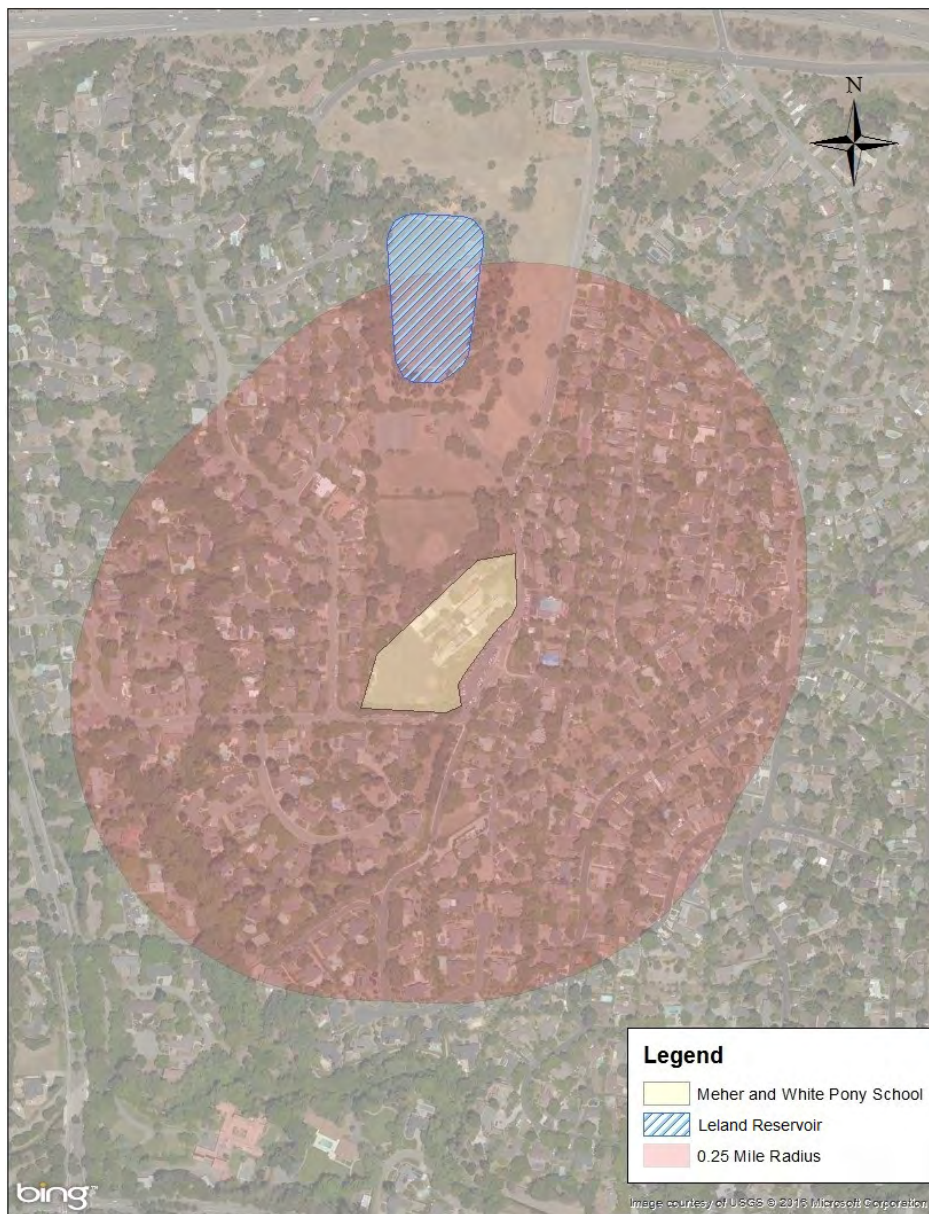 N
Legend
Meher and White Pony School
Leland Reservoir
0.25 Mile Radius
bing™
Image courtesy of USGS © 2016 Microsoft Corporation